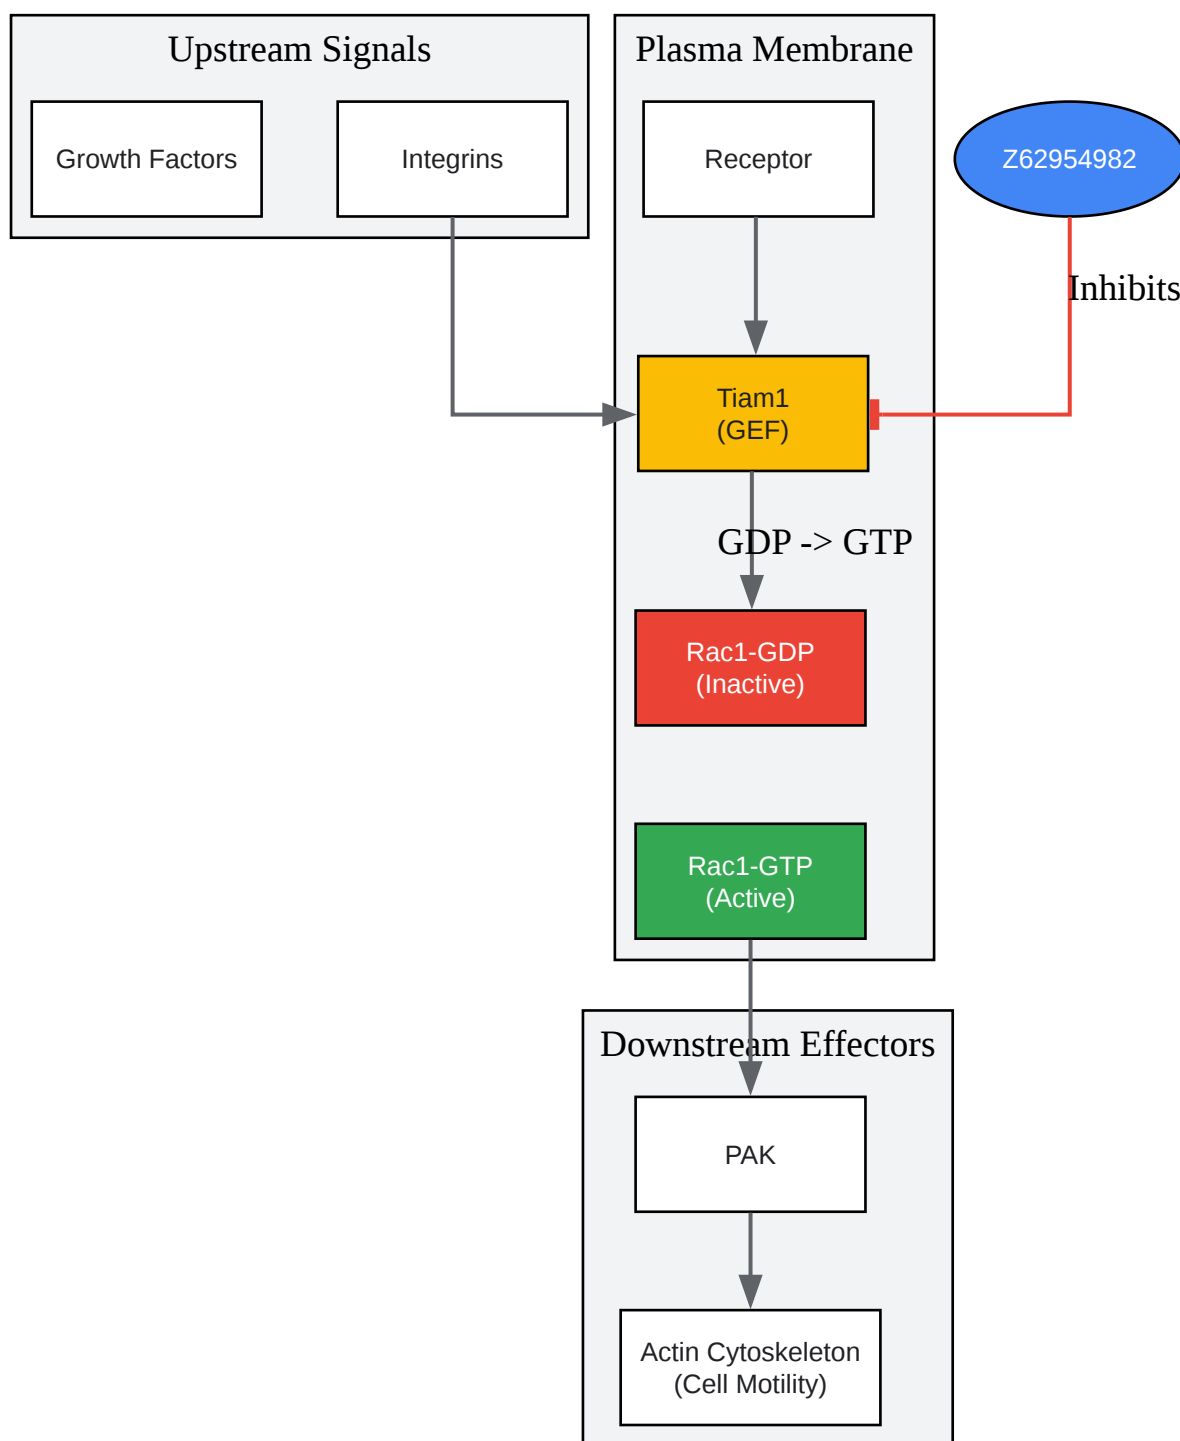 Upstream Signals
Growth Factors
Integrins
Plasma Membrane
Receptor
Z62954982
Inhibits
Tiam1
(GEF)
GDP -> GTP
Rac1-GDP
(Inactive)
Rac1-GTP
(Active)
Downstream Effectors
PAK
Actin Cytoskeleton
(Cell Motility)